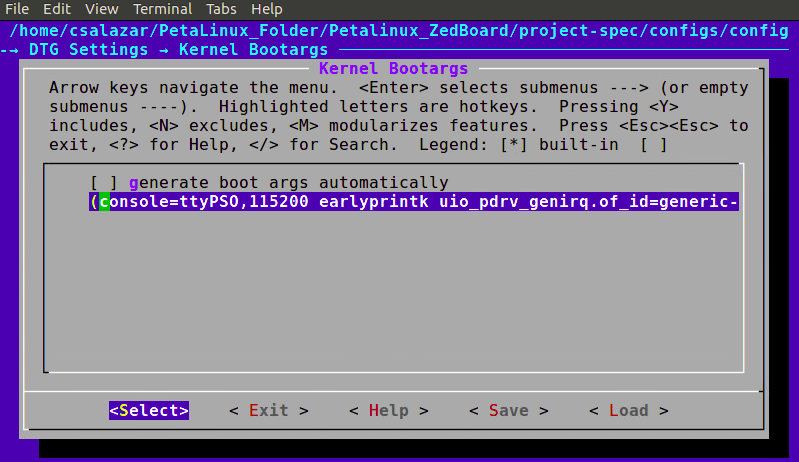 File Edit View Terminal Tabs Help
/home/csalazar/PetaLinux_Folder/Petalinux_ZedBoard/project-spec/configs/config
-→ DTG Settings → Kernel Bootargs
Kernel Bootargs
Arrow keys navigate the menu.  <Enter> selects submenus ---> (or empty
submenus ----).  Highlighted letters are hotkeys.  Pressing <Y>
includes, <N> excludes, <M> modularizes features.  Press <Esc><Esc> to
exit, <?> for Help, </> for Search.  Legend: [*] built-in  [ ]
[ ] generate boot args automatically
(console=ttyPSO,115200 earlyprintk uio_pdrv_genirq.of_id=generic-
<Select>    < Exit >    < Help >    < Save >    < Load >